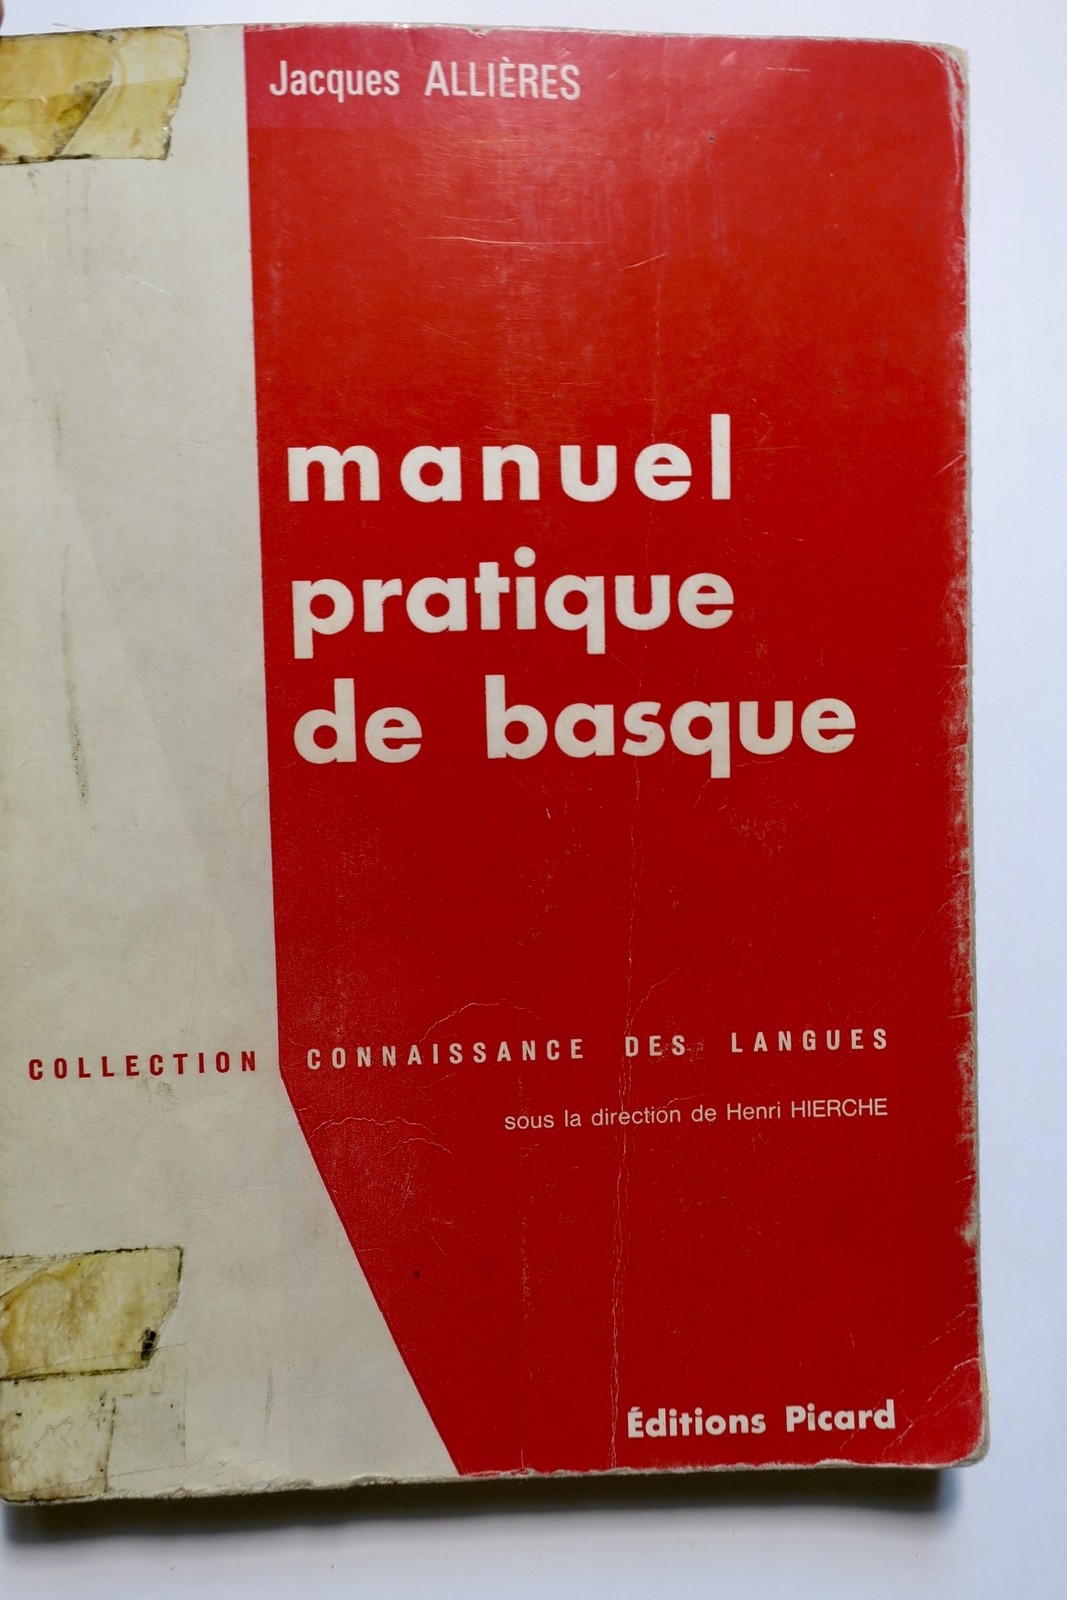 Jacques ALLIÈRES
manuel
pratique
de basque
COLLECTION CONNAISSANCE DES LANGUES
sous la direction de Henri HIERCHE
Éditions Picard